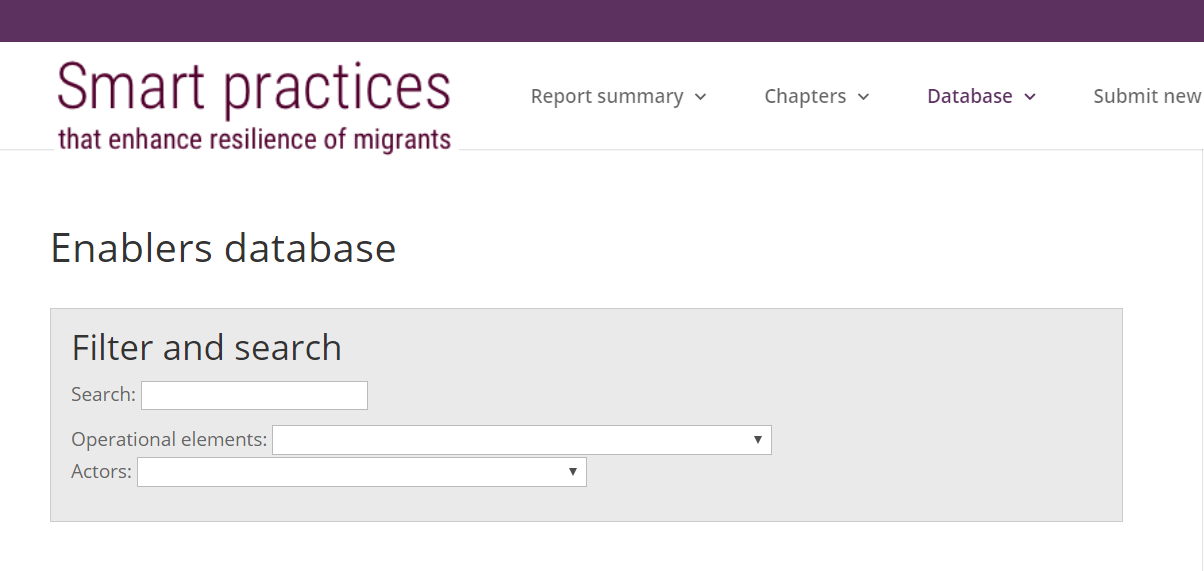 Smart practices
that enhance resilience of migrants
Report summary
Chapters
Database
Submit new
Enablers database
Filter and search
Search:
Operational elements:
Actors: